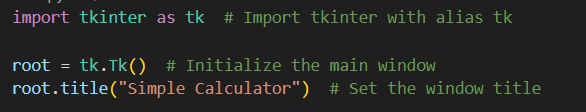 import tkinter as tk  # Import tkinter with alias tk
root = tk.Tk()  # Initialize the main window
root.title("Simple Calculator")  # Set the window title